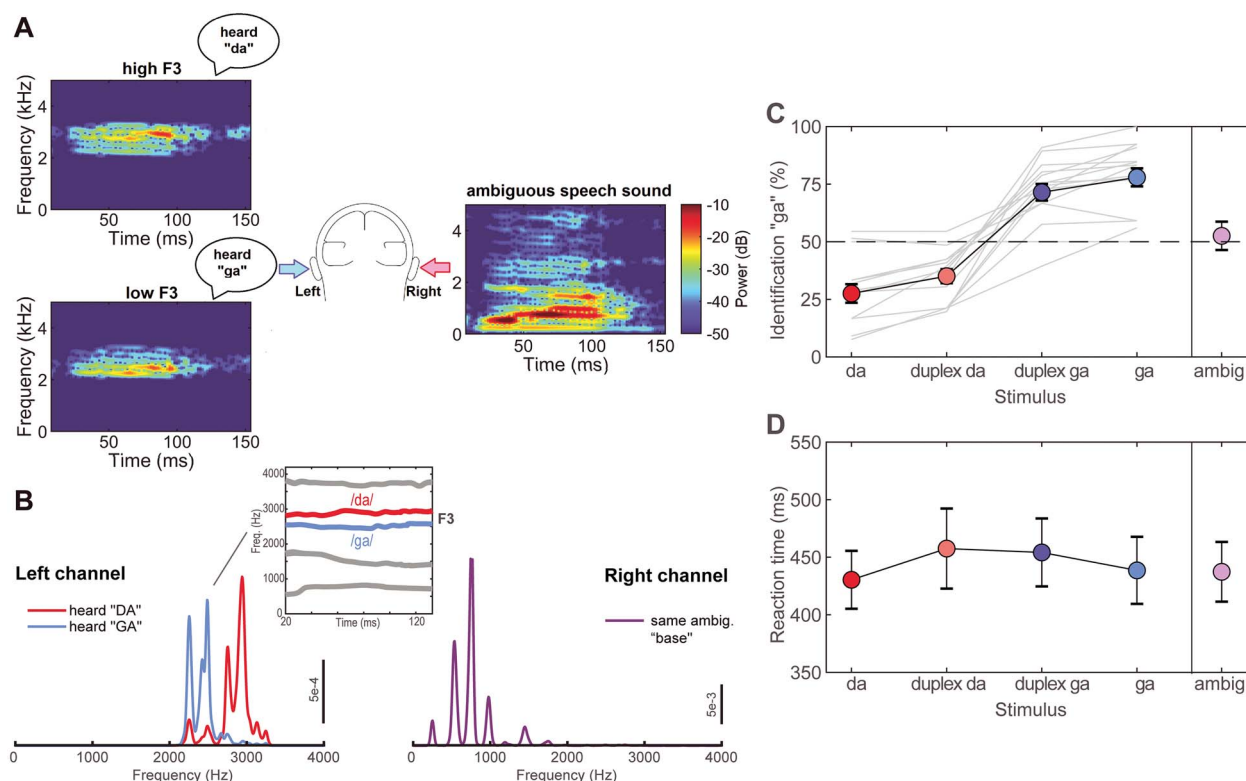 A
heard
"da"
high F3
Frequency (kHz)
4
2
0
50
100
150
Time (ms)
heard
"ga"
low F3
Frequency (kHz)
4
2
0
50
100
150
Time (ms)
Left
Right
ambiguous speech sound
4
2
0
50
100
150
Time (ms)
-10
-20
-30
-40
-50
Power (dB)
B
Left channel
heard "DA"
heard "GA"
4000
3000
2000
1000
0
Freq. (Hz)
/da/
/ga/
F3
20
120
Time (ms)
5e-4
0
1000
2000
3000
4000
Frequency (Hz)
Right channel
same ambig.
"base"
5e-3
0
1000
2000
3000
4000
Frequency (Hz)
C
Identification "ga" (%)
100
75
50
25
0
da
duplex da
duplex ga
ga
ambig
Stimulus
D
Reaction time (ms)
550
500
450
400
350
da
duplex da
duplex ga
ga
ambig
Stimulus